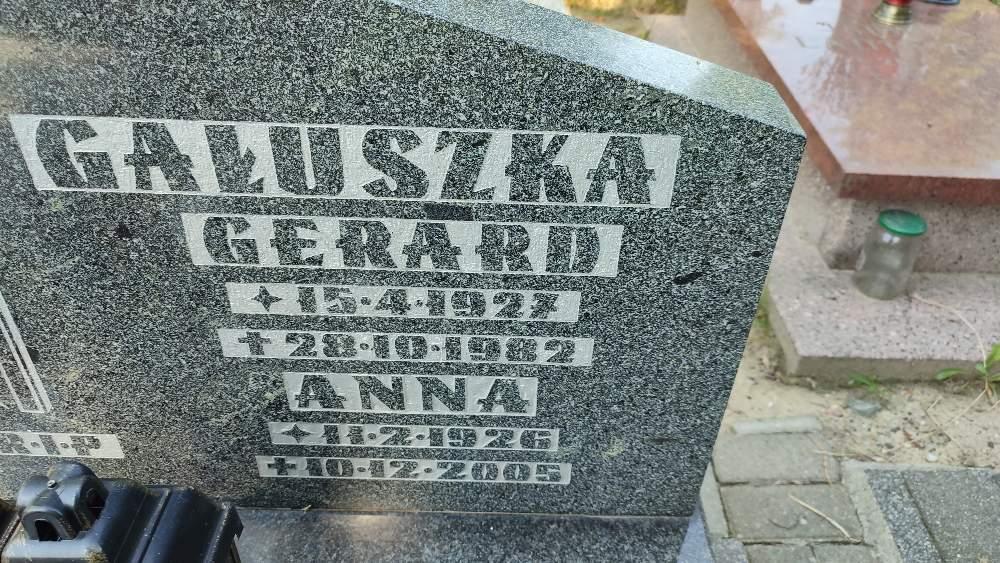 GAŁUSZKA
GERARD
✦ 15·4·1927
✝ 28·10·1982
ANNA
✦ 11·2·1926
✝ 10·12·2005
R·I·P